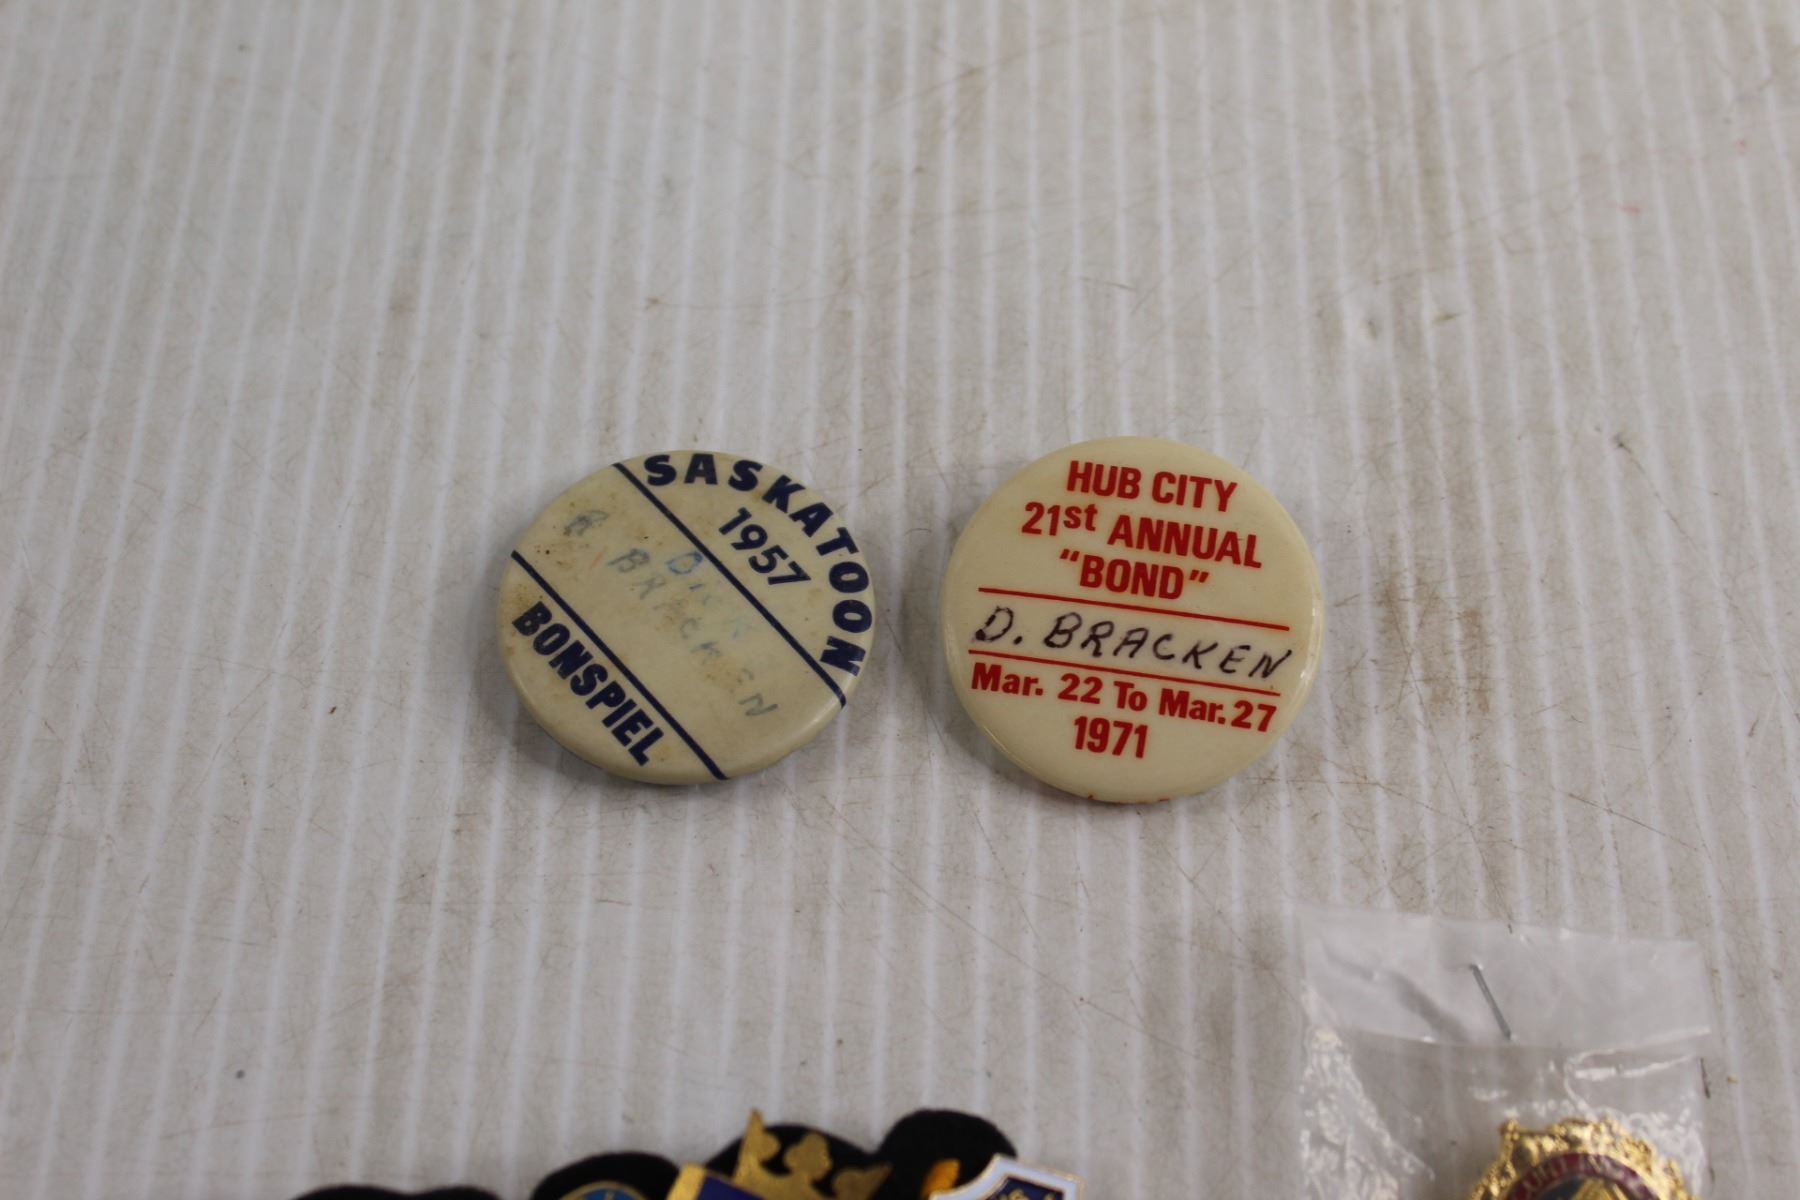 SASKATOON
1957
DICK
R BRACKEN
BONSPIEL
HUB CITY
21st ANNUAL
"BOND"
D. BRACKEN
Mar. 22 To Mar. 27
1971